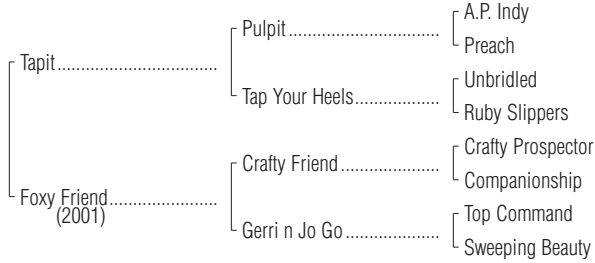 A.P. Indy
Pulpit
Preach
Tapit
Unbridled
Tap Your Heels
Ruby Slippers
Crafty Prospector
Crafty Friend
Companionship
Foxy Friend
(2001)
Top Command
Gerri n Jo Go
Sweeping Beauty